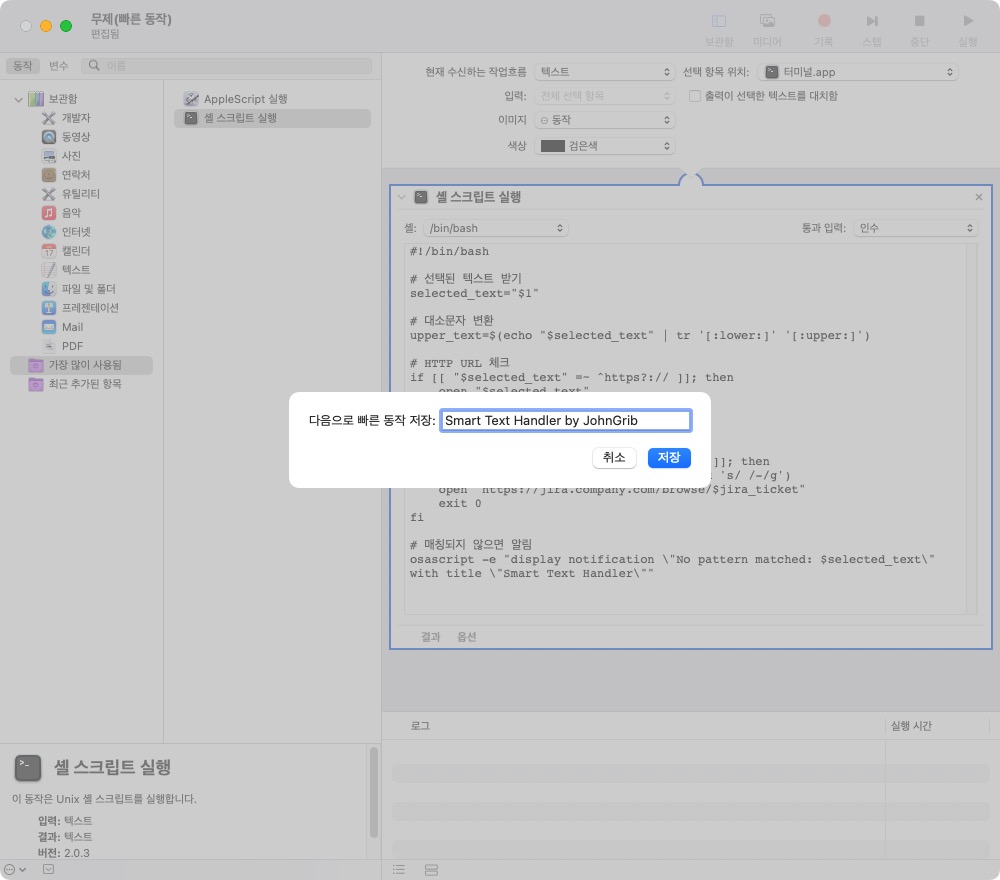 무제(빠른 동작)
편집됨
보관함
미디어
기록
스텝
중단
실행
동작
변수
이름
보관함
개발자
동영상
사진
연락처
유틸리티
음악
인터넷
캘린더
텍스트
파일 및 폴더
프레젠테이션
Mail
PDF
가장 많이 사용됨
최근 추가된 항목
AppleScript 실행
셸 스크립트 실행
현재 수신하는 작업흐름
텍스트
선택 항목 위치:
터미널.app
입력:
전체 선택 항목
출력이 선택한 텍스트를 대치함
이미지
동작
색상
검은색
셸 스크립트 실행
셸:
/bin/bash
통과 입력:
인수
#!/bin/bash
# 선택된 텍스트 받기
selected_text="$1"
# 대소문자 변환
upper_text=$(echo "$selected_text" | tr '[:lower:]' '[:upper:]')
# HTTP URL 체크
if [[ "$selected_text" =~ ^https?:// ]]; then
open "$selected_text"
다음으로 빠른 동작 저장:
Smart Text Handler by JohnGrib
취소
저장
]]; then
's/ /-/g')
open "https://jira.company.com/browse/$jira_ticket"
exit 0
fi
# 매칭되지 않으면 알림
osascript -e "display notification \"No pattern matched: $selected_text\"
with title \"Smart Text Handler\""
결과
옵션
로그
실행 시간
셸 스크립트 실행
이 동작은 Unix 셸 스크립트를 실행합니다.
입력: 텍스트
결과: 텍스트
버전: 2.0.3